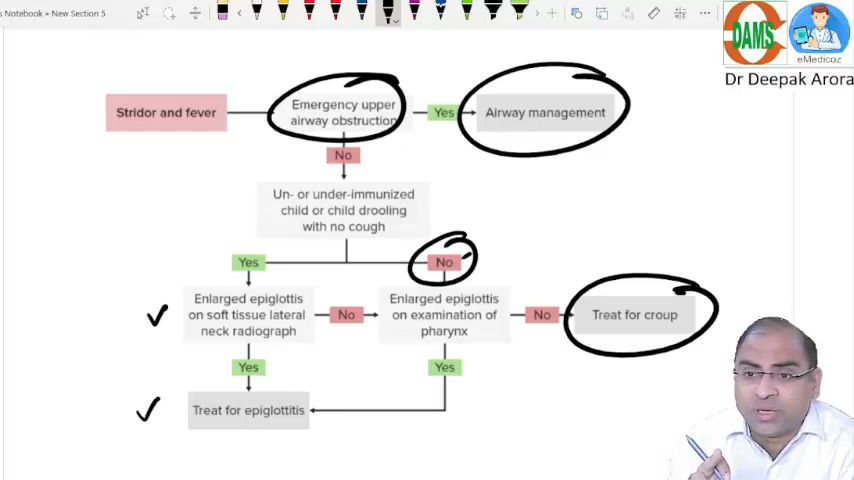 s Notebook » New Section 5
DAMS
eMedicoz
Dr Deepak Arora
Stridor and fever
Emergency upper
airway obstruction
Yes
Airway management
No
Un- or under-immunized
child or child drooling
with no cough
Yes
No
Enlarged epiglottis
on soft tissue lateral
neck radiograph
No
Enlarged epiglottis
on examination of
pharynx
No
Treat for croup
Yes
Yes
Treat for epiglottitis